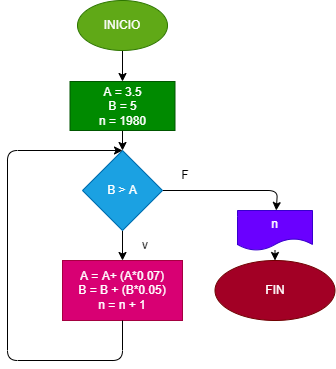 INICIO
A = 3.5
B = 5
n = 1980
B > A
F
n
v
A = A+ (A*0.07)
B = B + (B*0.05)
n = n + 1
FIN